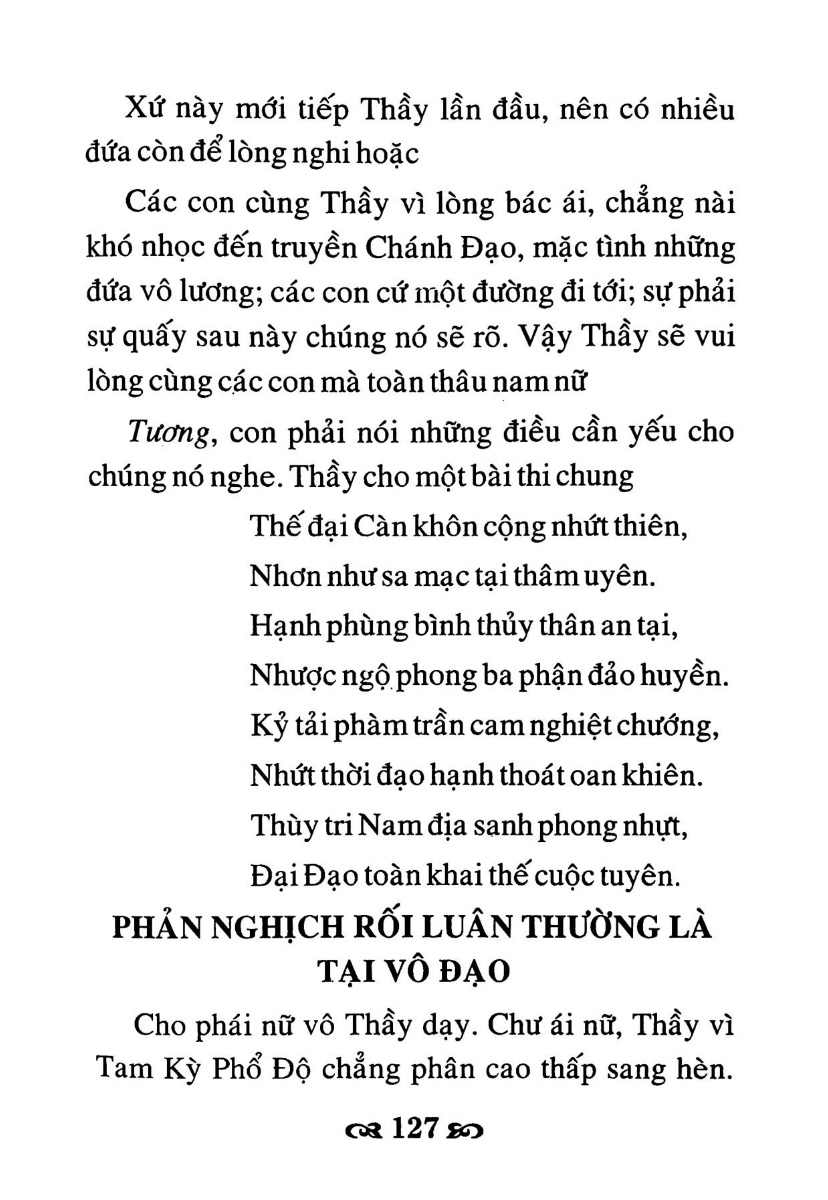 Xứ này mới tiếp Thầy lần đầu, nên có nhiều
đứa còn để lòng nghi hoặc
Các con cùng Thầy vì lòng bác ái, chẳng nài
khó nhọc đến truyền Chánh Đạo, mặc tình những
đứa vô lương; các con cứ một đường đi tới; sự phải
sự quấy sau này chúng nó sẽ rõ. Vậy Thầy sẽ vui
lòng cùng các con mà toàn thâu nam nữ
Tương, con phải nói những điều cần yếu cho
chúng nó nghe. Thầy cho một bài thi chung
Thế đại Càn khôn cộng nhứt thiên,
Nhơn như sa mạc tại thâm uyên.
Hạnh phùng bình thủy thân an tại,
Nhược ngộ phong ba phận đảo huyền.
Kỷ tải phàm trần cam nghiệt chướng,
Nhứt thời đạo hạnh thoát oan khiên.
Thùy tri Nam địa sanh phong nhựt,
Đại Đạo toàn khai thế cuộc tuyên.
PHẢN NGHỊCH RỐI LUÂN THƯỜNG LÀ
TẠI VÔ ĐẠO
Cho phái nữ vô Thầy dạy. Chư ái nữ, Thầy vì
Tam Kỳ Phổ Độ chẳng phân cao thấp sang hèn.
127